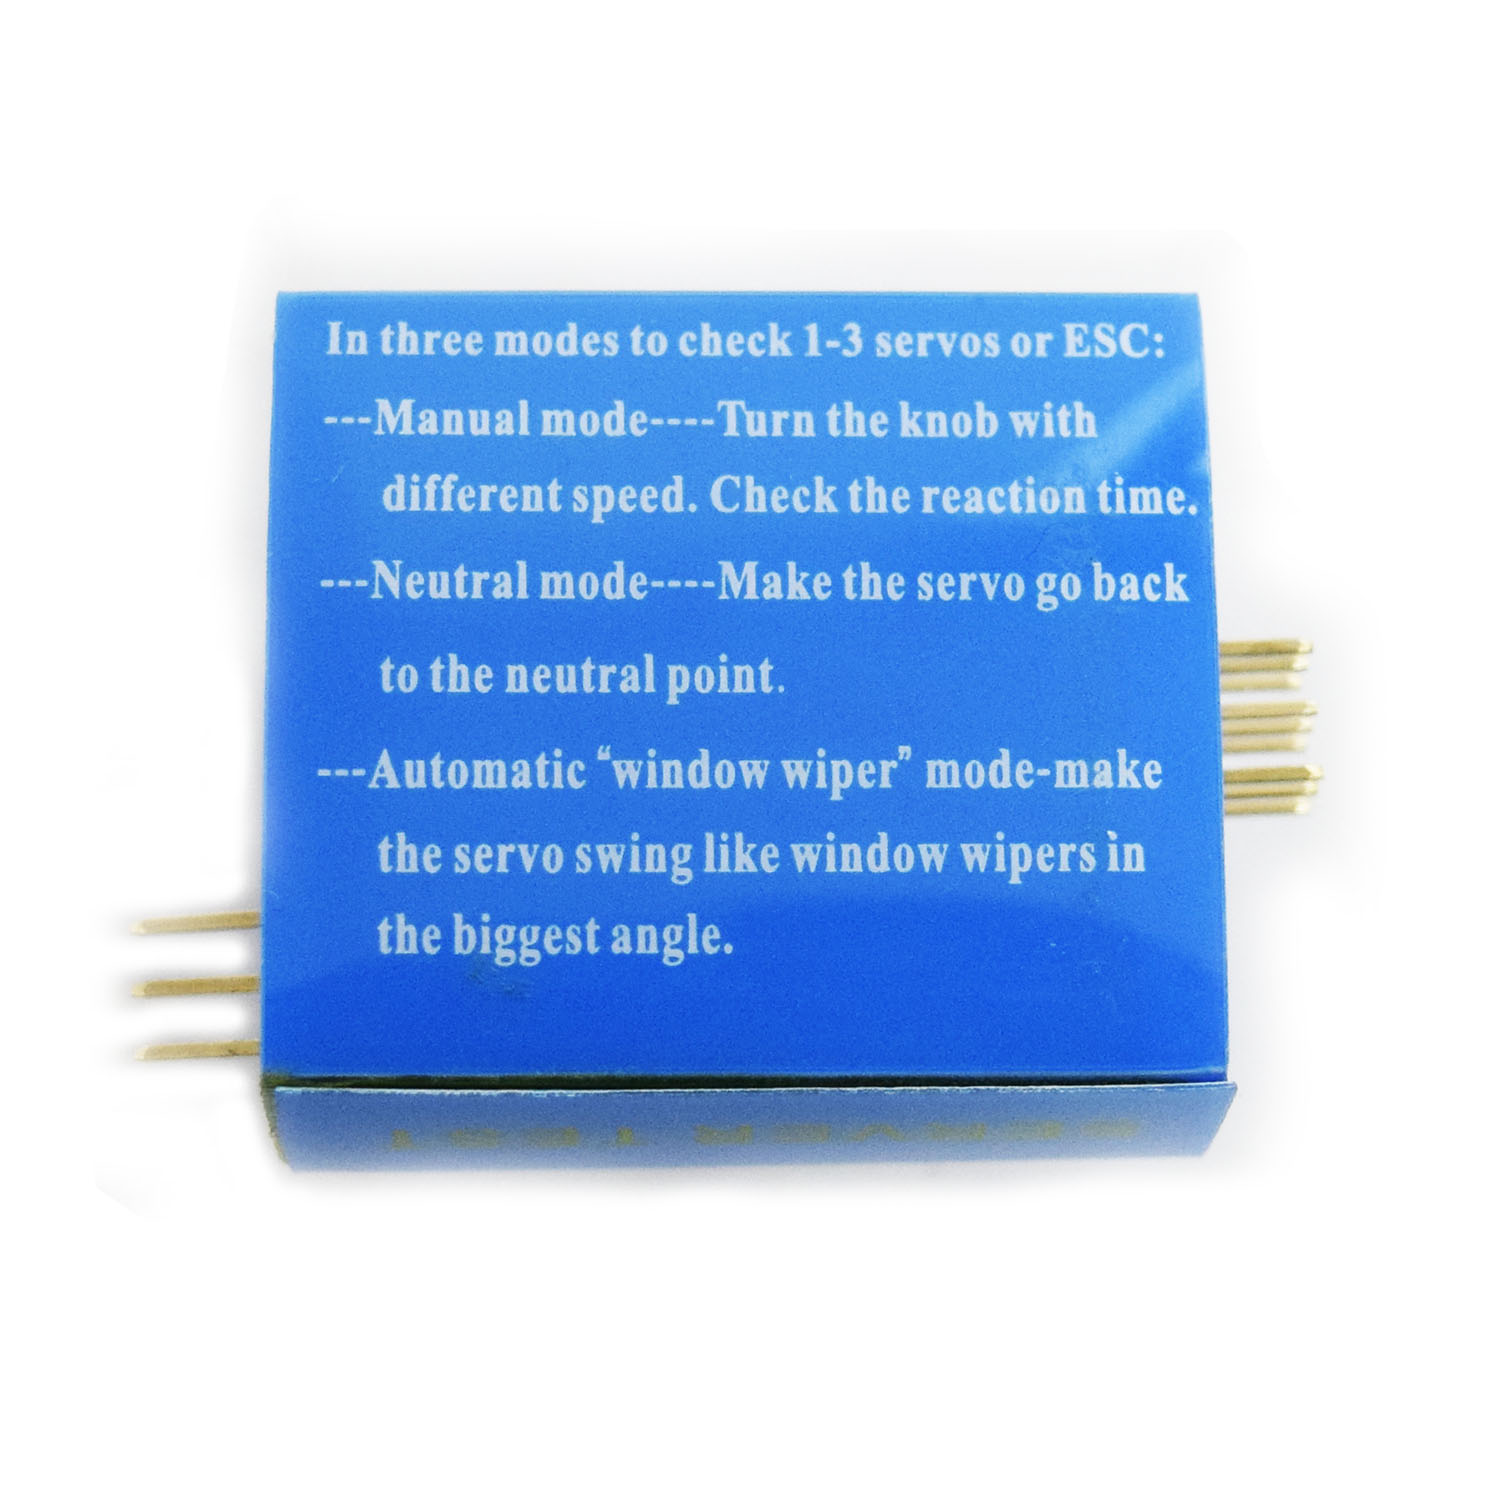 In three modes to check 1-3 servos or ESC:
---Manual mode----Turn the knob with
different speed. Check the reaction time.
---Neutral mode----Make the servo go back
to the neutral point.
---Automatic “window wiper” mode-make
the servo swing like window wipers in
the biggest angle.